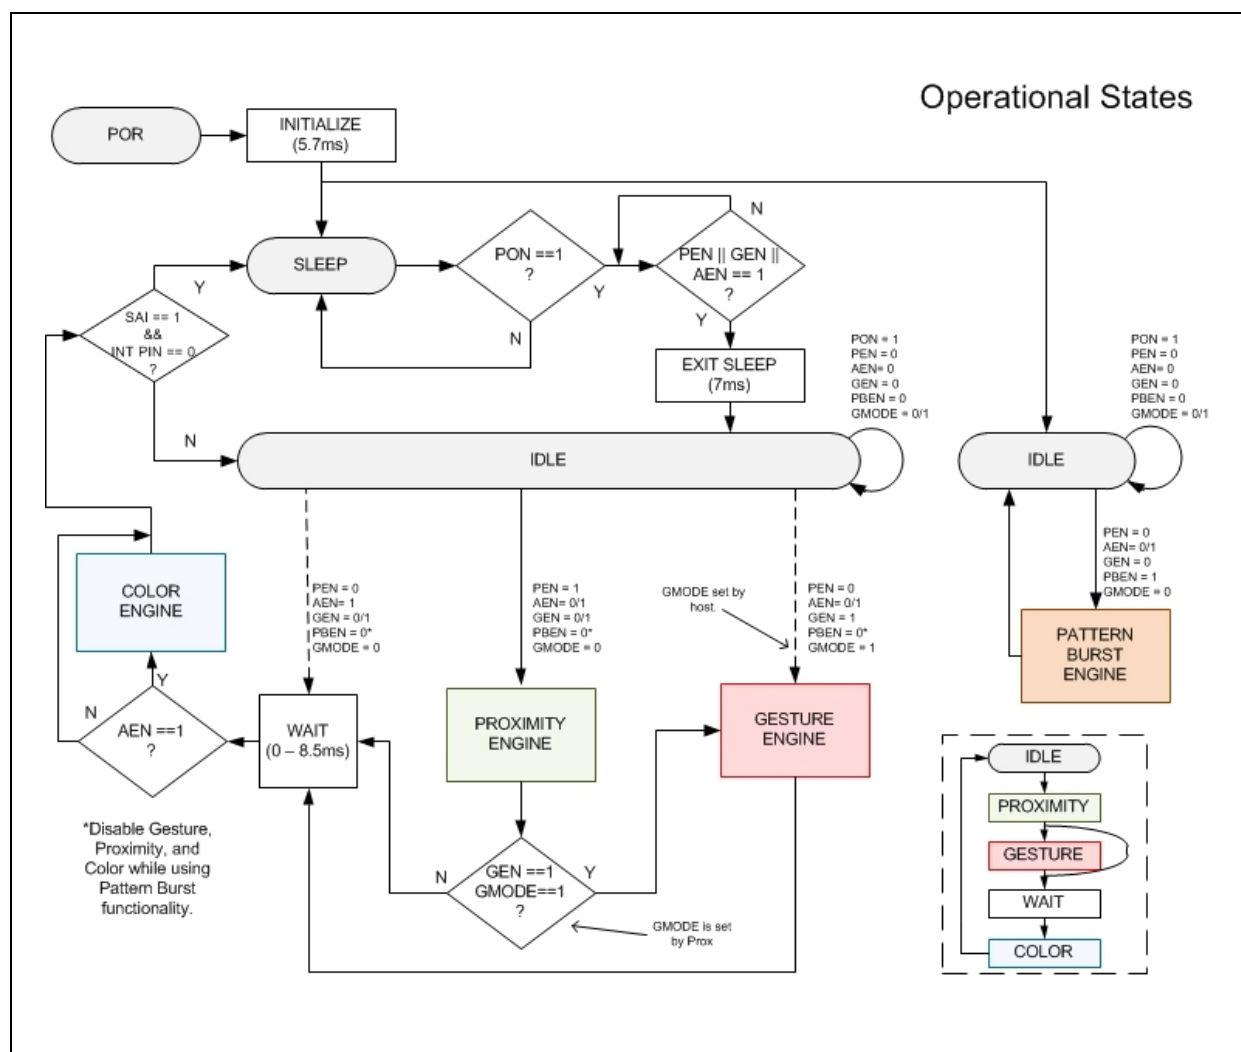 Operational States
POR
INITIALIZE
(5.7ms)
SLEEP
PON ==1
?
N
Y
PEN || GEN ||
AEN == 1
?
N
Y
EXIT SLEEP
(7ms)
SAI == 1
&&
INT PIN == 0
?
Y
N
PON = 1
PEN = 0
AEN= 0
GEN = 0
PBEN = 0
GMODE = 0/1
PON = 1
PEN = 0
AEN= 0
GEN = 0
PBEN = 0
GMODE = 0/1
IDLE
IDLE
PEN = 0
AEN= 0/1
GEN = 0
PBEN = 1
GMODE = 0
COLOR
ENGINE
PEN = 0
AEN= 1
GEN = 0/1
PBEN = 0*
GMODE = 0
PEN = 1
AEN= 0/1
GEN = 0/1
PBEN = 0*
GMODE = 0
GMODE set by
host.
PEN = 0
AEN= 0/1
GEN = 1
PBEN = 0*
GMODE = 1
PATTERN
BURST
ENGINE
AEN ==1
?
Y
N
WAIT
(0 – 8.5ms)
PROXIMITY
ENGINE
GESTURE
ENGINE
*Disable Gesture,
Proximity, and
Color while using
Pattern Burst
functionality.
GEN ==1
GMODE==1
?
N
Y
GMODE is set
by Prox
IDLE
PROXIMITY
GESTURE
WAIT
COLOR